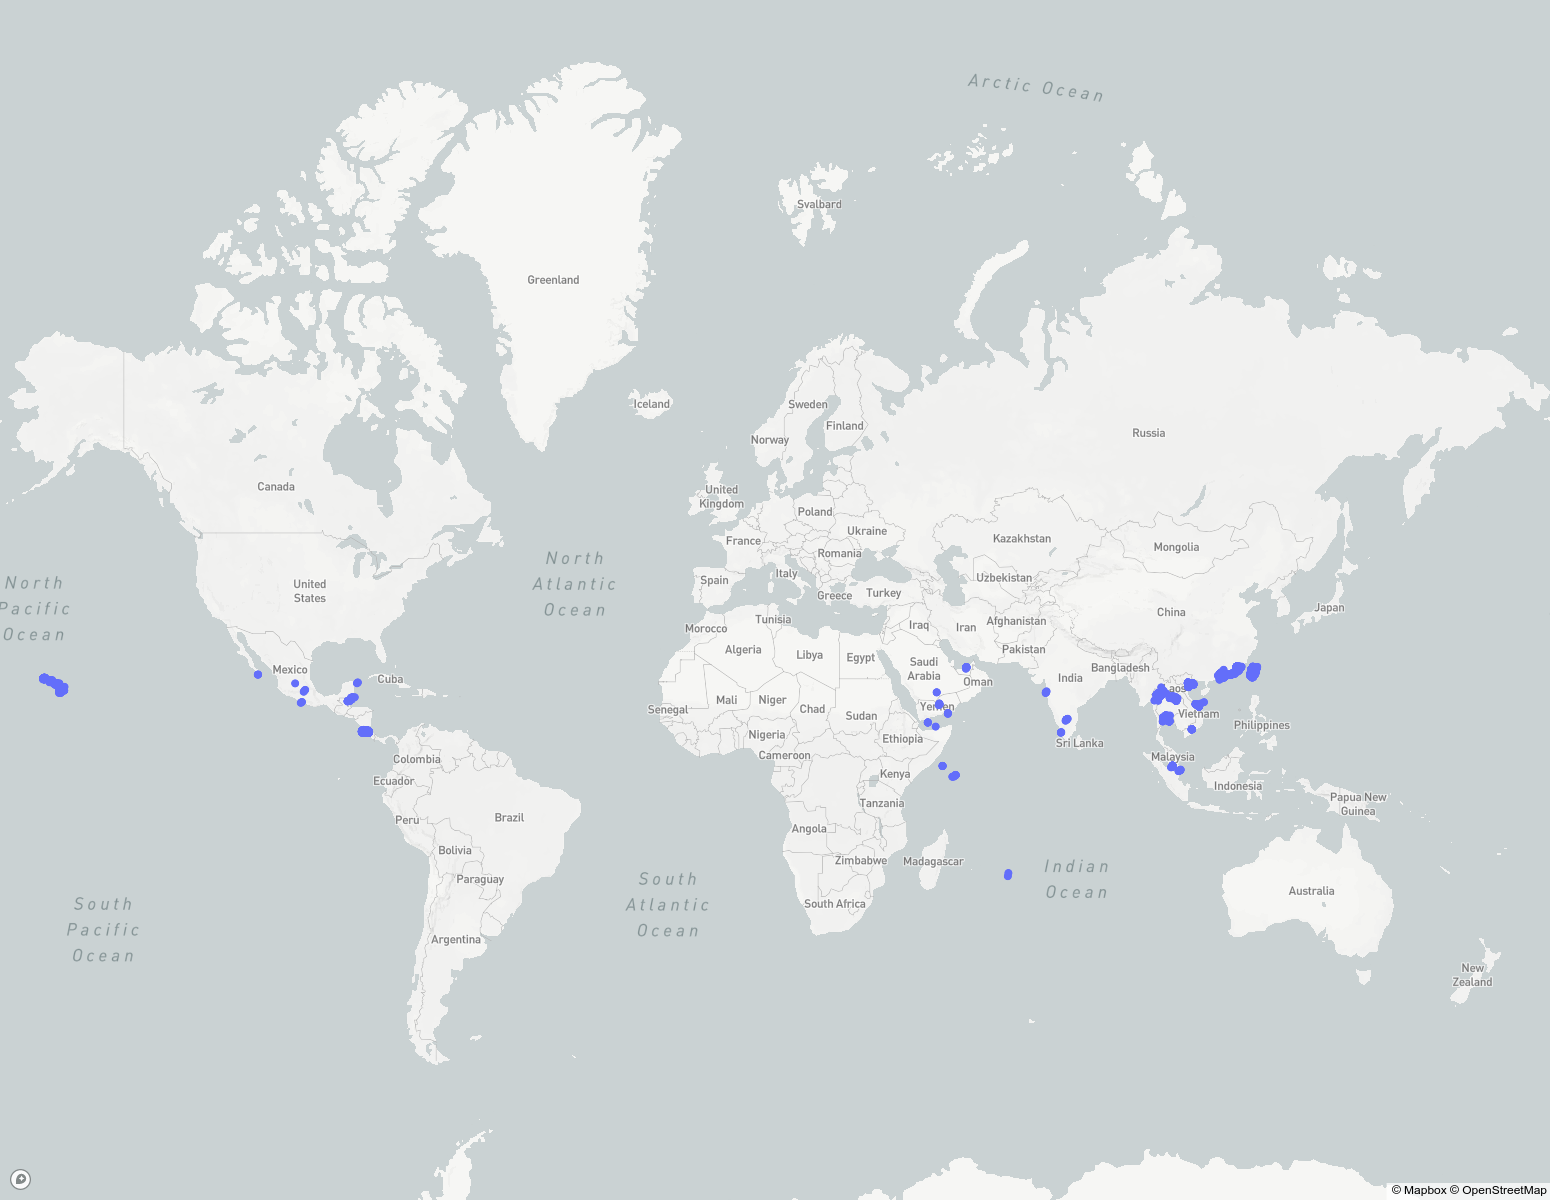 Arctic Ocean
Svalbard
Greenland
Iceland
Sweden
Finland
Norway
Russia
Canada
United
Kingdom
Poland
Ukraine
Kazakhstan
Mongolia
France
Romania
North
Atlantic
Ocean
Italy
Spain
Uzbekistan
United
States
North
Pacific
Ocean
Greece
Turkey
Japan
China
Tunisia
Morocco
Iraq
Iran
Afghanistan
Algeria
Libya
Egypt
Pakistan
Saudi
Arabia
Bangladesh
Mexico
Cuba
India
Oman
Laos
Mali
Niger
Chad
Yemen
Senegal
Sudan
Vietnam
Philippines
Nigeria
Ethiopia
Sri Lanka
Cameroon
Colombia
Malaysia
Ecuador
Kenya
Indonesia
Tanzania
Papua New
Guinea
Peru
Brazil
Angola
Bolivia
Zimbabwe
Madagascar
Indian
Ocean
Paraguay
South
Atlantic
Ocean
Australia
South Africa
South
Pacific
Ocean
Argentina
New
Zealand
© Mapbox © OpenStreetMap